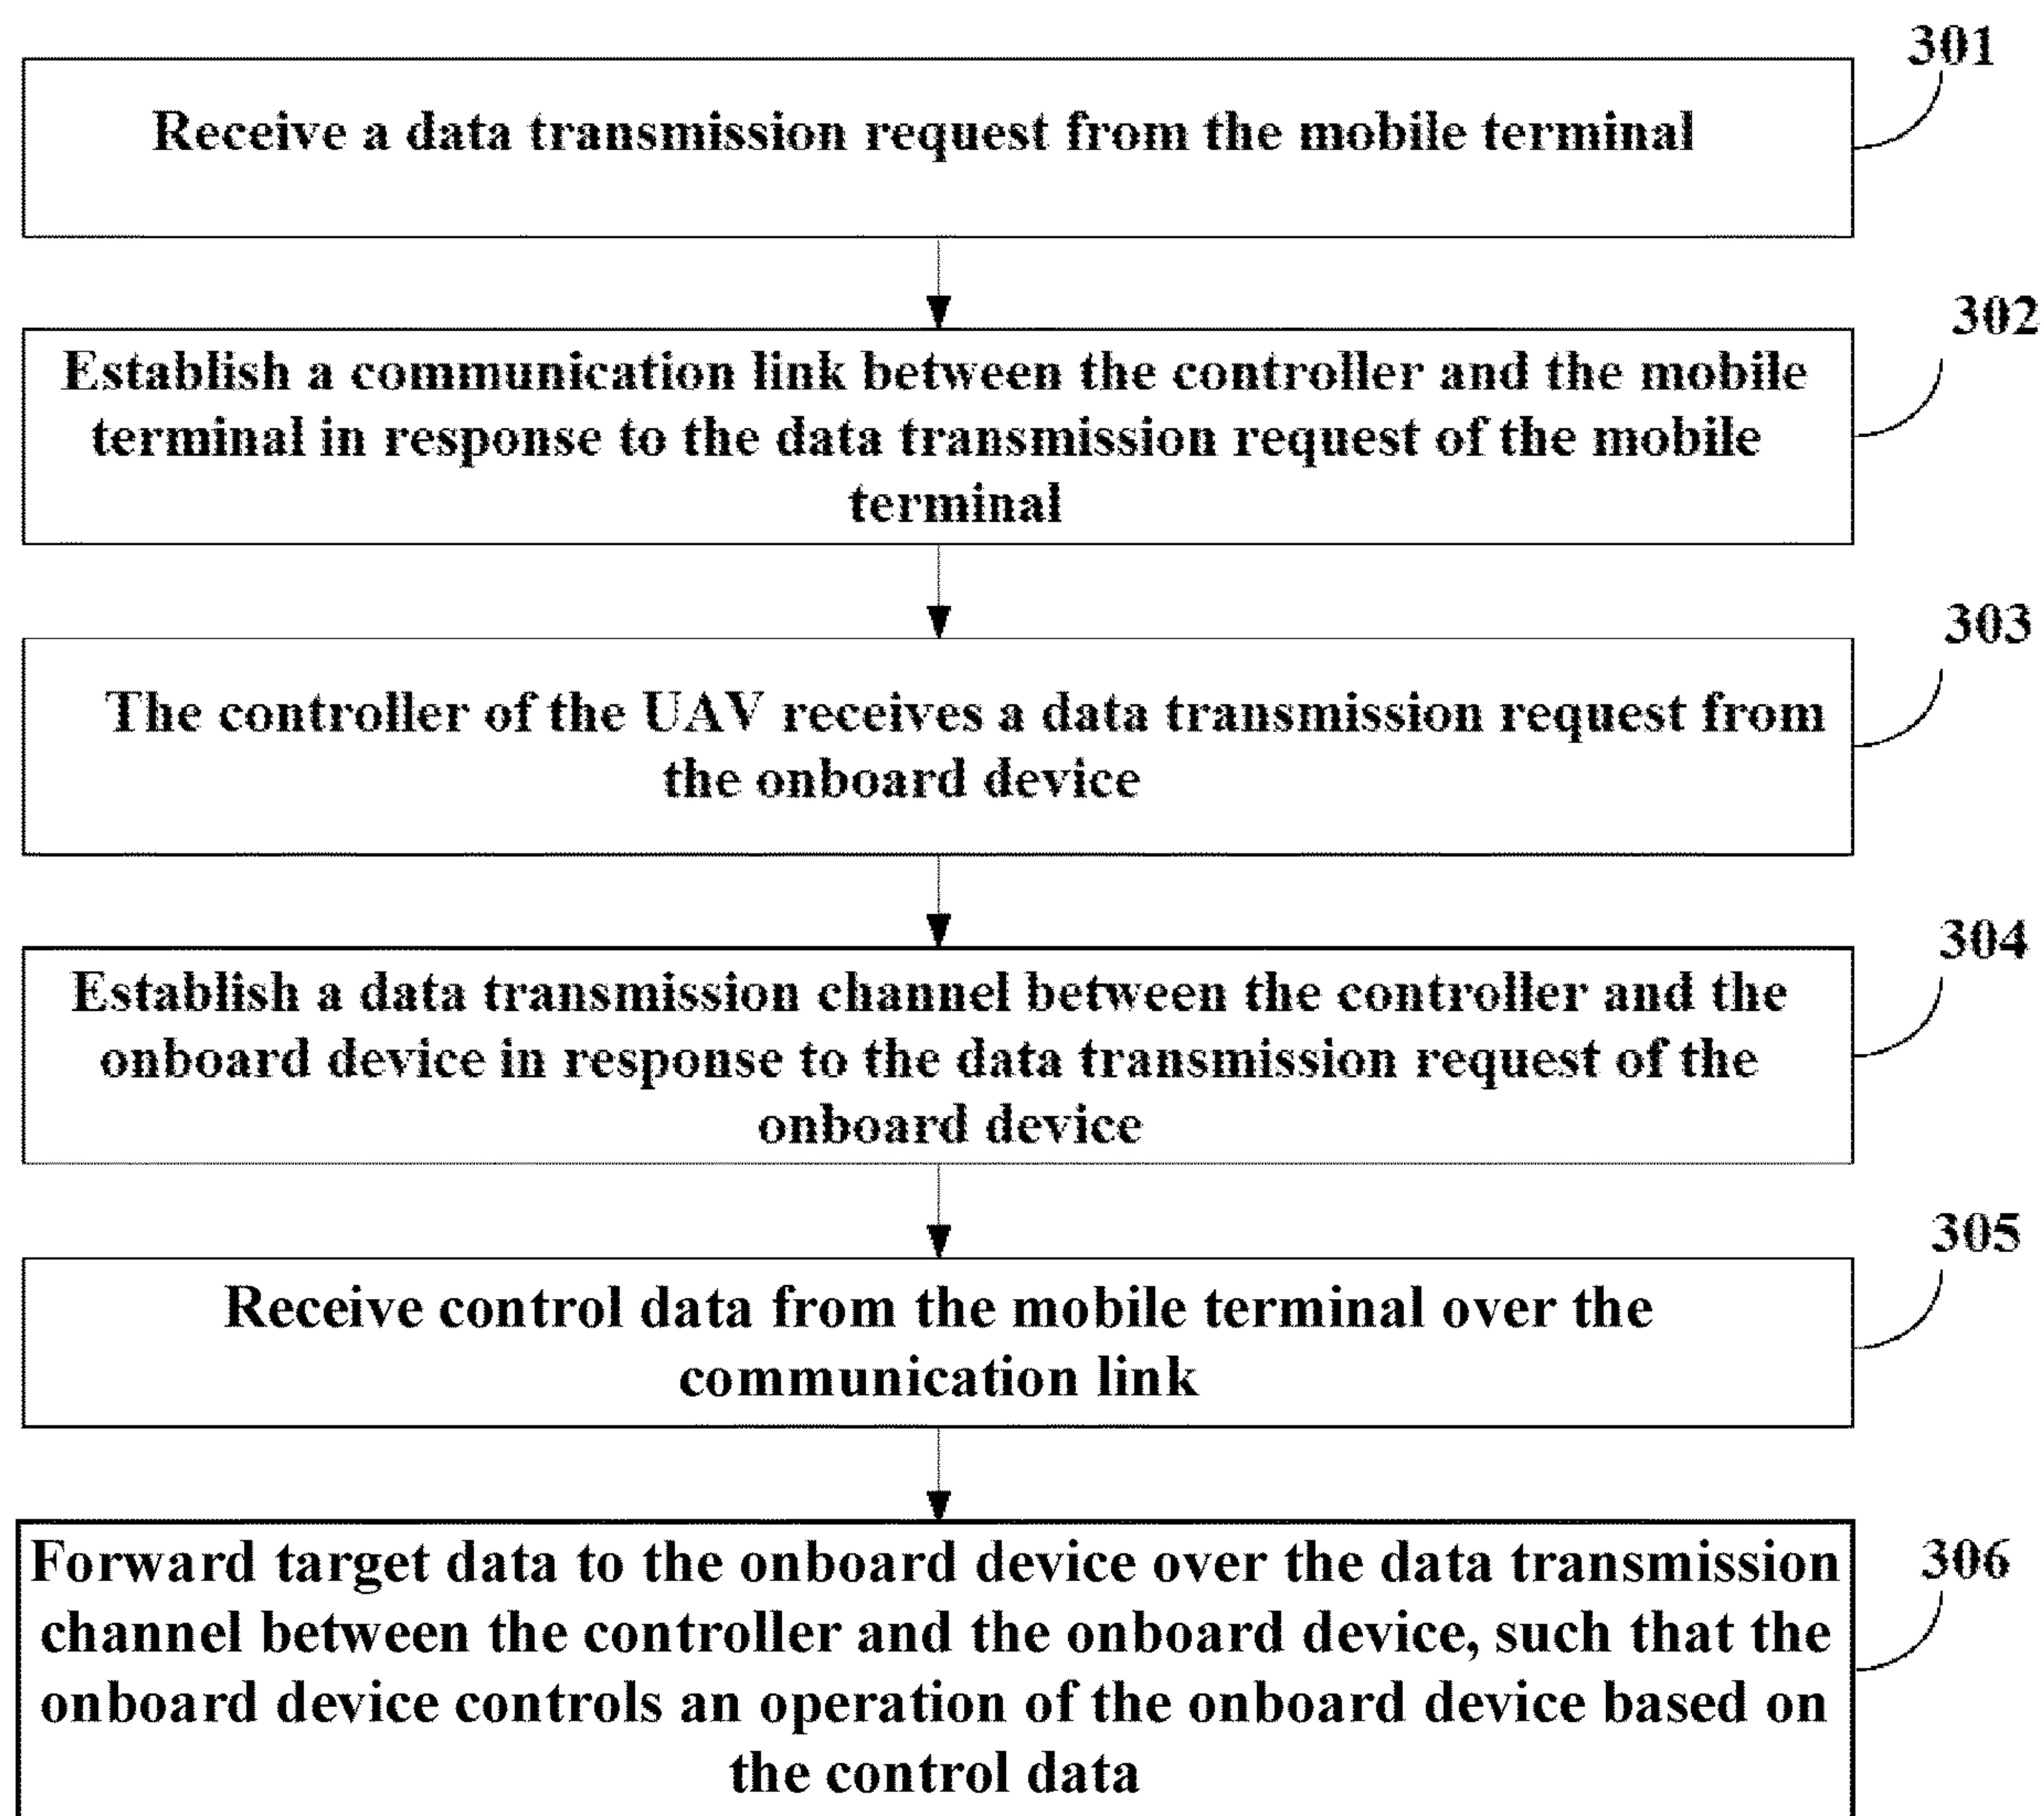 301
Receive a data transmission request from the mobile terminal
302
Establish a communication link between the controller and the mobile
terminal in response to the data transmission request of the mobile
terminal
303
The controller of the UAV receives a data transmission request from
the onboard device
304
Establish a data transmission channel between the controller and the
onboard device in response to the data transmission request of the
onboard device
305
Receive control data from the mobile terminal over the
communication link
306
Forward target data to the onboard device over the data transmission
channel between the controller and the onboard device, such that the
onboard device controls an operation of the onboard device based on
the control data